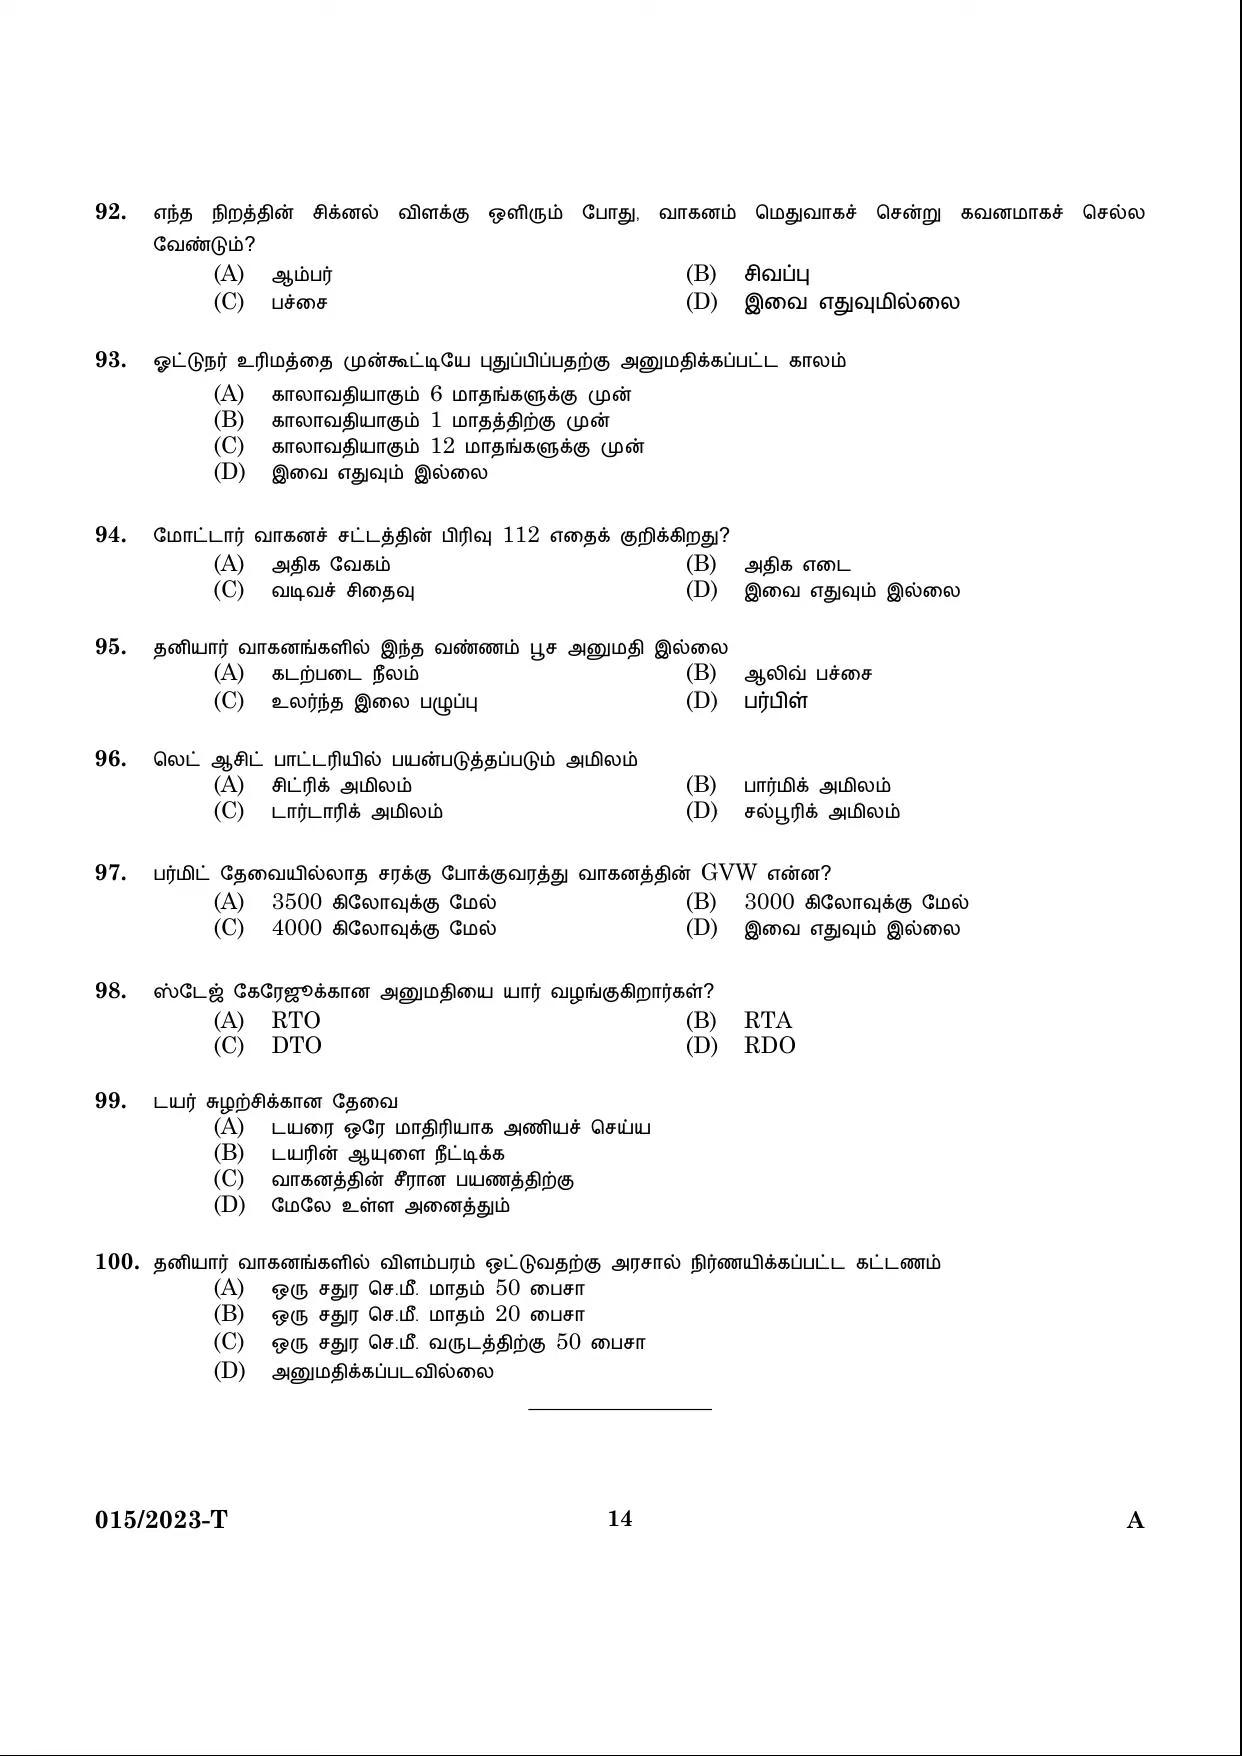 92. எந்த நிறத்தின் சிக்னல் விளக்கு ஒளிரும் போது, வாகனம் மெதுவாகச் சென்று கவனமாகச் செல்ல
வேண்டும்?
(A) ஆம்பர் (B) சிவப்பு
(C) பச்சை (D) இவை எதுவுமில்லை
93. ஓட்டுநர் உரிமத்தை முன்கூட்டியே புதுப்பிப்பதற்கு அனுமதிக்கப்பட்ட காலம்
(A) காலாவதியாகும் 6 மாதங்களுக்கு முன்
(B) காலாவதியாகும் 1 மாதத்திற்கு முன்
(C) காலாவதியாகும் 12 மாதங்களுக்கு முன்
(D) இவை எதுவும் இல்லை
94. மோட்டார் வாகனச் சட்டத்தின் பிரிவு 112 எதைக் குறிக்கிறது?
(A) அதிக வேகம் (B) அதிக எடை
(C) வடிவச் சிதைவு (D) இவை எதுவும் இல்லை
95. தனியார் வாகனங்களில் இந்த வண்ணம் பூச அனுமதி இல்லை
(A) கடற்படை நீலம் (B) ஆலிவ் பச்சை
(C) உலர்ந்த இலை பழுப்பு (D) பர்பிள்
96. லெட் ஆசிட் பாட்டரியில் பயன்படுத்தப்படும் அமிலம்
(A) சிட்ரிக் அமிலம் (B) பார்மிக் அமிலம்
(C) டார்டாரிக் அமிலம் (D) சல்பூரிக் அமிலம்
97. பர்மிட் தேவையில்லாத சரக்கு போக்குவரத்து வாகனத்தின் GVW என்ன?
(A) 3500 கிலோவுக்கு மேல் (B) 3000 கிலோவுக்கு மேல்
(C) 4000 கிலோவுக்கு மேல் (D) இவை எதுவும் இல்லை
98. ஸ்டேஜ் கேரேஜூக்கான அனுமதியை யார் வழங்குகிறார்கள்?
(A) RTO (B) RTA
(C) DTO (D) RDO
99. டயர் சுழற்சிக்கான தேவை
(A) டயரை ஒரே மாதிரியாக அணியச் செய்ய
(B) டயரின் ஆயுளை நீட்டிக்க
(C) வாகனத்தின் சீரான பயணத்திற்கு
(D) மேலே உள்ள அனைத்தும்
100. தனியார் வாகனங்களில் விளம்பரம் ஒட்டுவதற்கு அரசால் நிர்ணயிக்கப்பட்ட கட்டணம்
(A) ஒரு சதுர செ.மீ. மாதம் 50 பைசா
(B) ஒரு சதுர செ.மீ. மாதம் 20 பைசா
(C) ஒரு சதுர செ.மீ. வருடத்திற்கு 50 பைசா
(D) அனுமதிக்கப்படவில்லை
015/2023-T 14 A